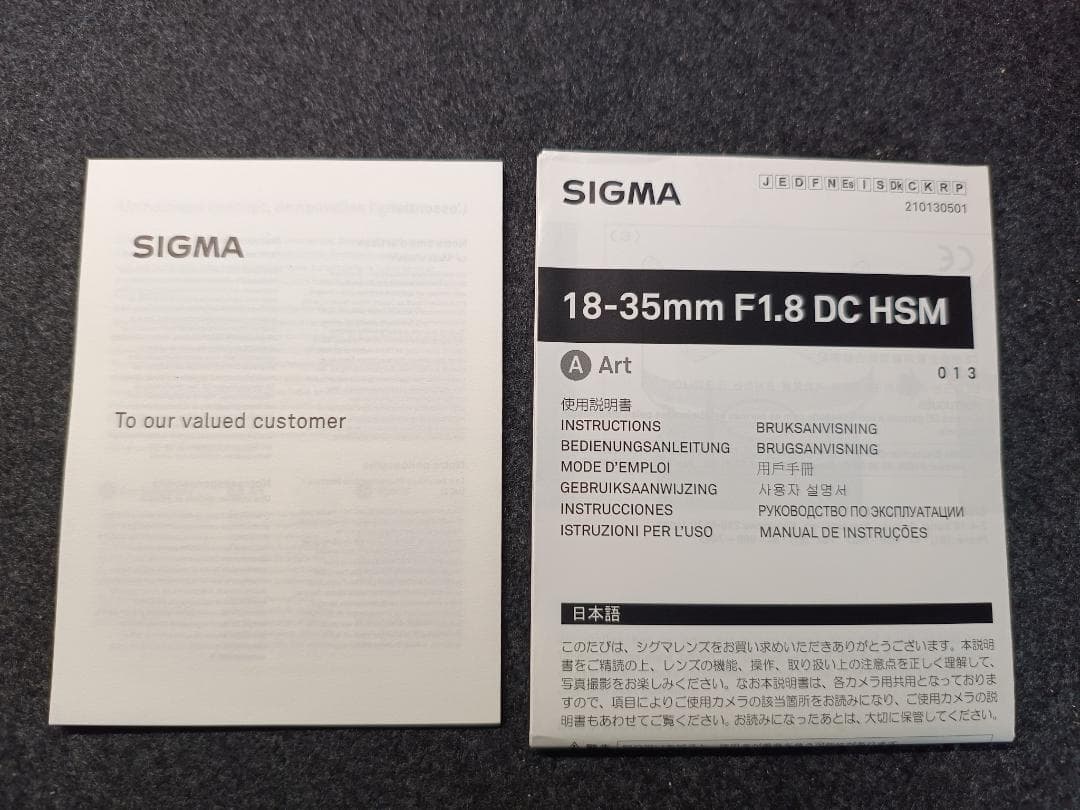 SIGMA
To our valued customer
SIGMA
J E D F N Es I S Dk C K R P
210130501
18-35mm F1.8 DC HSM
A Art
013
使用説明書
INSTRUCTIONS
BEDIENUNGSANLEITUNG
MODE D'EMPLOI
GEBRUIKSAANWIJZING
INSTRUCCIONES
ISTRUZIONI PER L'USO
BRUKSANVISNING
BRUGSANVISNING
用戶手冊
사용자 설명서
РУКОВОДСТВО ПО ЭКСПЛУАТАЦИИ
MANUAL DE INSTRUÇÕES
日本語
このたびは、シグマレンズをお買い求めいただきありがとうございます。本説明
書をご精読の上、レンズの機能、操作、取り扱い上の注意点を正しく理解して、
写真撮影をお楽しみください。なお本説明書は、各カメラ用共用となっておりま
すので、項目によりご使用カメラの該当箇所をお読みになり、ご使用カメラの説
明書もあわせてご覧ください。お読みになったあとは、大切に保管してください。